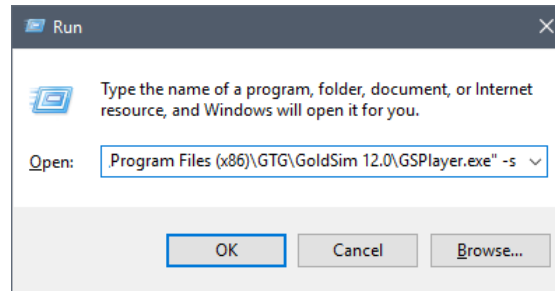 Run
Type the name of a program, folder, document, or Internet
resource, and Windows will open it for you.
Open:
Program Files (x86)\GTG\GoldSim 12.0\GSPlayer.exe" -s
OK
Cancel
Browse...